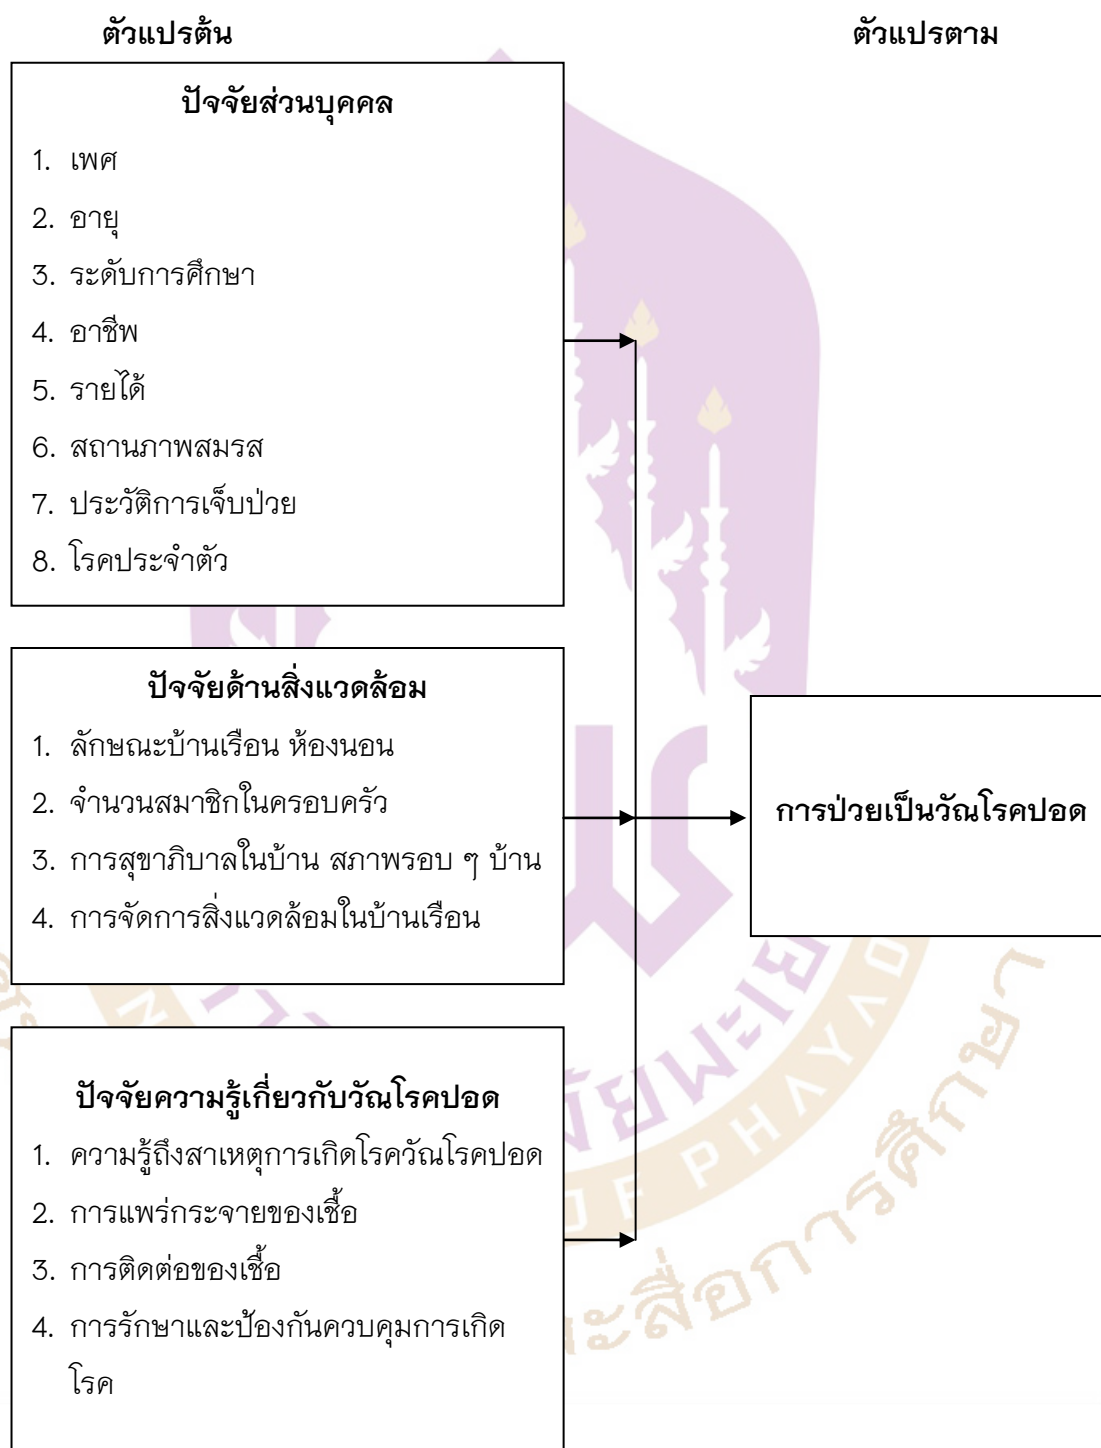 ตัวแปรต้น
ตัวแปรตาม
ปัจจัยส่วนบุคคล
1. เพศ
2. อายุ
3. ระดับการศึกษา
4. อาชีพ
5. รายได้
6. สถานภาพสมรส
7. ประวัติการเจ็บป่วย
8. โรคประจำตัว
ปัจจัยด้านสิ่งแวดล้อม
1. ลักษณะบ้านเรือน ห้องนอน
2. จำนวนสมาชิกในครอบครัว
3. การสุขาภิบาลในบ้าน สภาพรอบ ๆ บ้าน
4. การจัดการสิ่งแวดล้อมในบ้านเรือน
การป่วยเป็นวัณโรคปอด
ปัจจัยความรู้เกี่ยวกับวัณโรคปอด
1. ความรู้ถึงสาเหตุการเกิดโรควัณโรคปอด
2. การแพร่กระจายของเชื้อ
3. การติดต่อของเชื้อ
4. การรักษาและป้องกันควบคุมการเกิด
โรค
OF PHAYAO